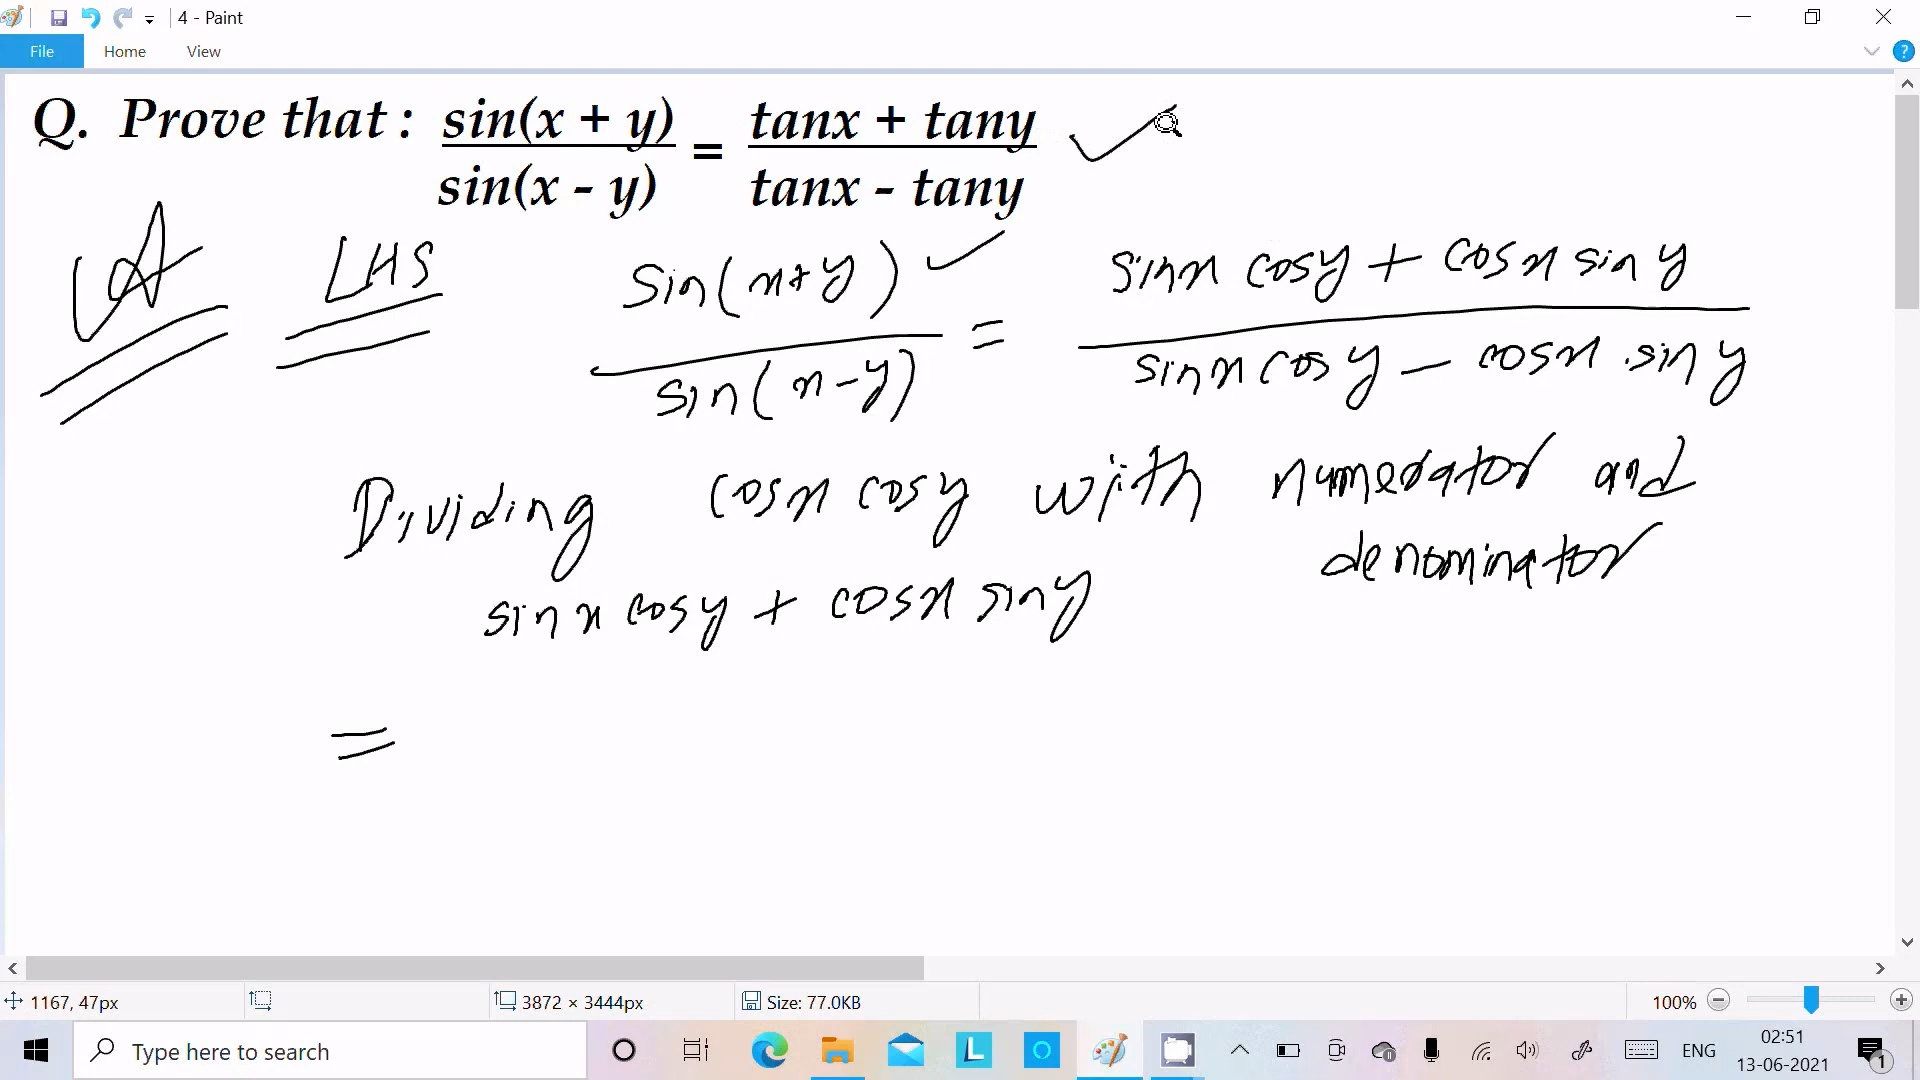 4 - Paint
File Home View
Q. Prove that : sin(x + y) = tanx + tany
sin(x - y) tanx - tany
A LHS sin(x+y) = sinx cosy + cosx siny
sin(x-y) sinx cosy - cosx . siny
Dividing cosx cosy with numerator and
denominator
sinx cosy + cosx siny
=
1167, 47px 3872 × 3444px Size: 77.0KB 100%
Type here to search ENG 02:51
13-06-2021 1